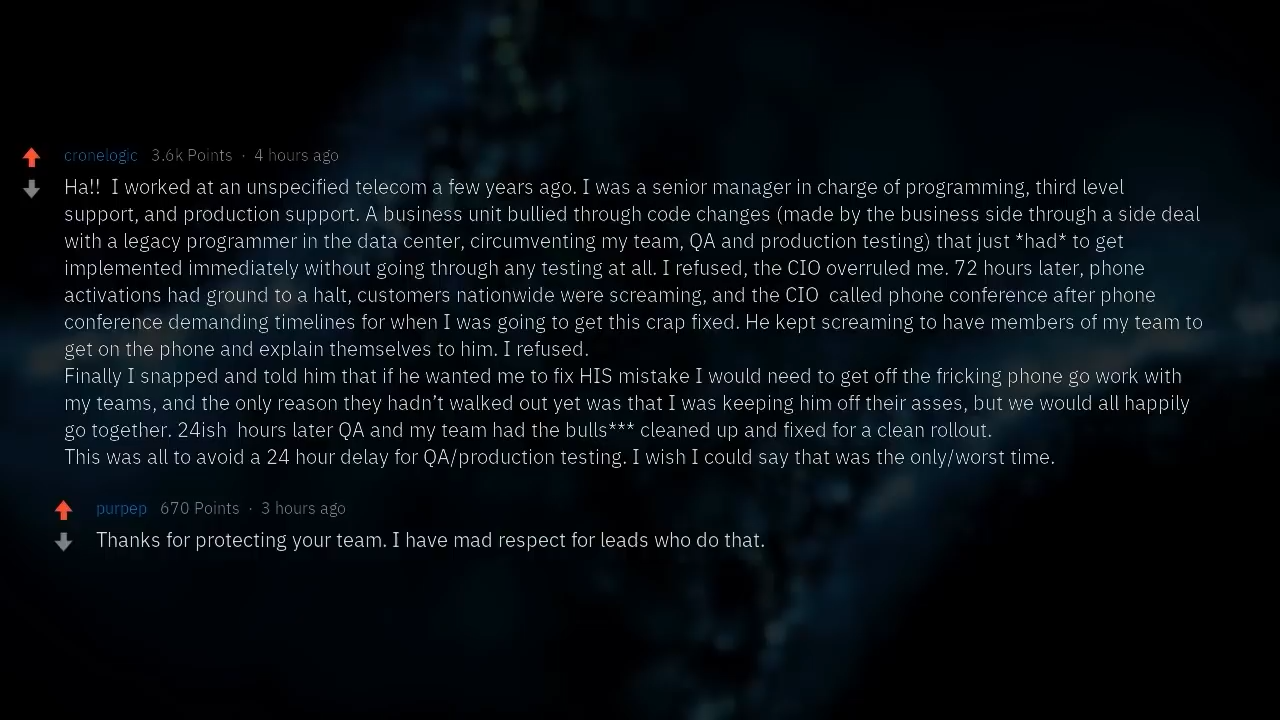 cronelogic 3.6k Points · 4 hours ago
Ha!!  I worked at an unspecified telecom a few years ago. I was a senior manager in charge of programming, third level
support, and production support. A business unit bullied through code changes (made by the business side through a side deal
with a legacy programmer in the data center, circumventing my team, QA and production testing) that just *had* to get
implemented immediately without going through any testing at all. I refused, the CIO overruled me. 72 hours later, phone
activations had ground to a halt, customers nationwide were screaming, and the CIO  called phone conference after phone
conference demanding timelines for when I was going to get this crap fixed. He kept screaming to have members of my team to
get on the phone and explain themselves to him. I refused.
Finally I snapped and told him that if he wanted me to fix HIS mistake I would need to get off the fricking phone go work with
my teams, and the only reason they hadn’t walked out yet was that I was keeping him off their asses, but we would all happily
go together. 24ish  hours later QA and my team had the bulls*** cleaned up and fixed for a clean rollout.
This was all to avoid a 24 hour delay for QA/production testing. I wish I could say that was the only/worst time.
purpep 670 Points · 3 hours ago
Thanks for protecting your team. I have mad respect for leads who do that.